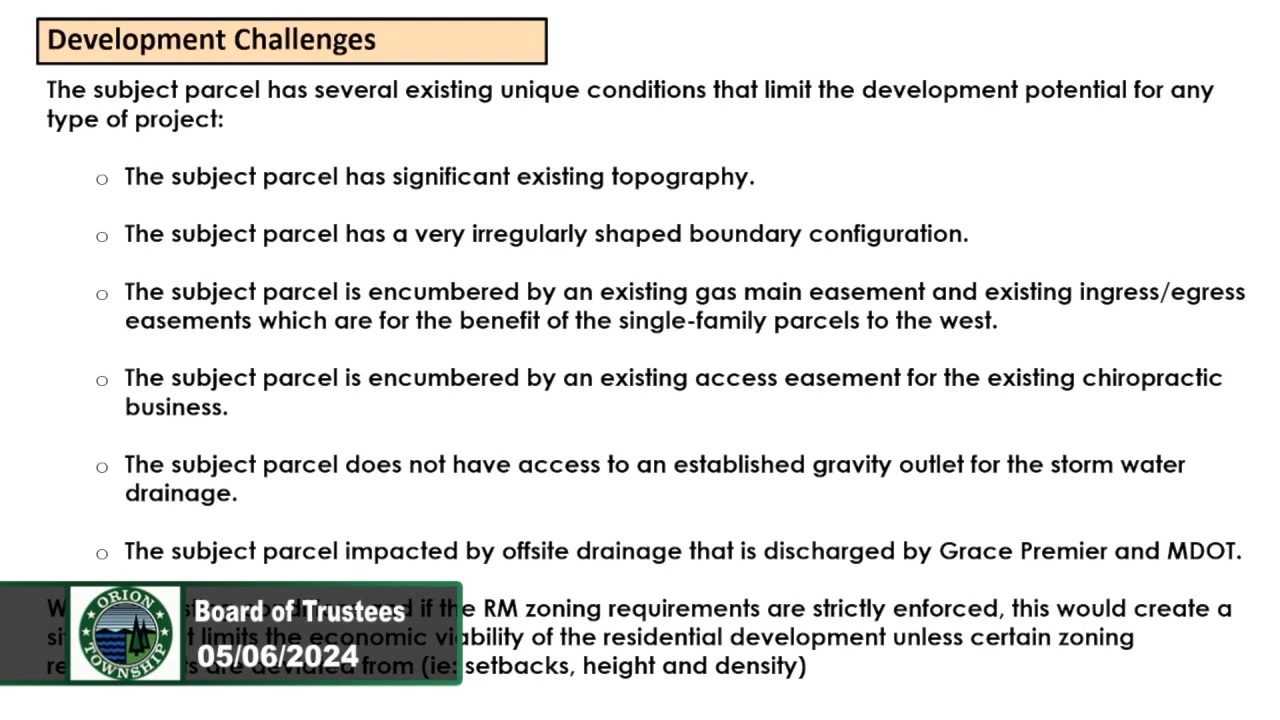 Development Challenges
The subject parcel has several existing unique conditions that limit the development potential for any
type of project:
o The subject parcel has significant existing topography.
o The subject parcel has a very irregularly shaped boundary configuration.
o The subject parcel is encumbered by an existing gas main easement and existing ingress/egress
easements which are for the benefit of the single-family parcels to the west.
o The subject parcel is encumbered by an existing access easement for the existing chiropractic
business.
o The subject parcel does not have access to an established gravity outlet for the storm water
drainage.
o The subject parcel impacted by offsite drainage that is discharged by Grace Premier and MDOT.
if the RM zoning requirements are strictly enforced, this would create a
limits the economic viability of the residential development unless certain zoning
are deviated from (ie: setbacks, height and density)
ORION
TOWNSHIP
Board of Trustees
05/06/2024